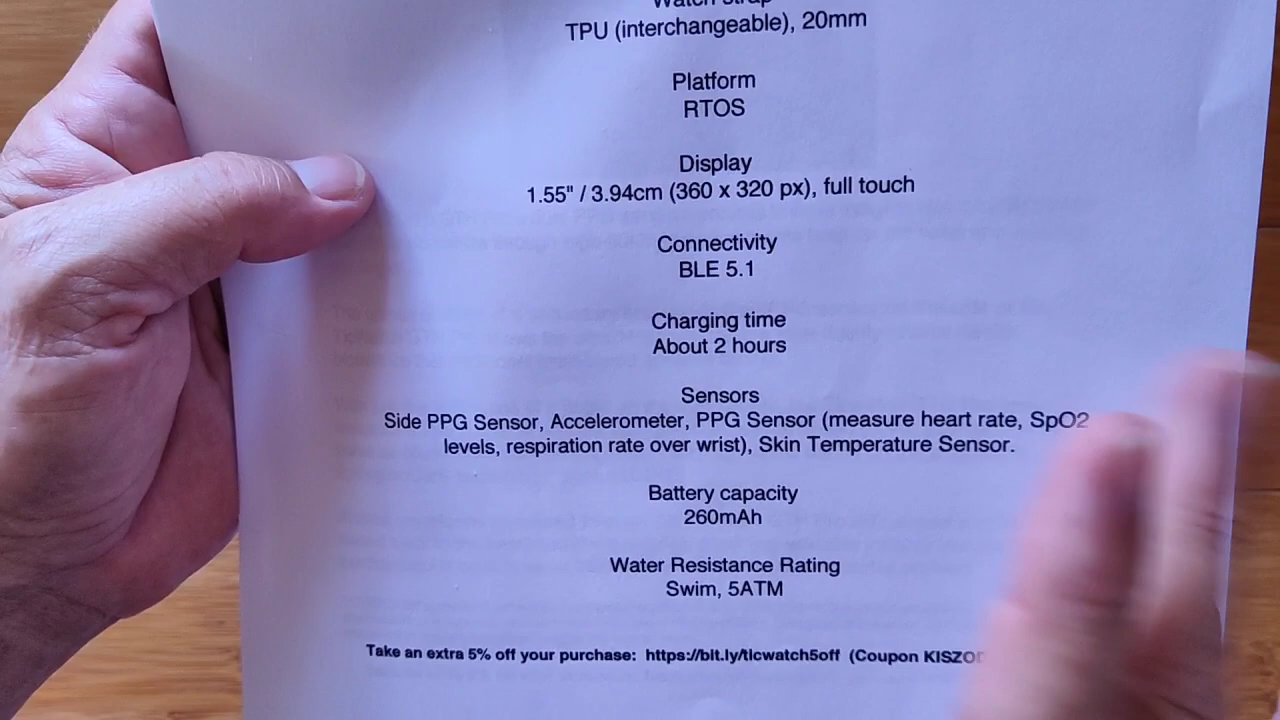 Watch strap
TPU (interchangeable), 20mm
Platform
RTOS
Display
1.55" / 3.94cm (360 x 320 px), full touch
Connectivity
BLE 5.1
Charging time
About 2 hours
Sensors
Side PPG Sensor, Accelerometer, PPG Sensor (measure heart rate, SpO2
levels, respiration rate over wrist), Skin Temperature Sensor.
Battery capacity
260mAh
Water Resistance Rating
Swim, 5ATM
Take an extra 5% off your purchase: https://bit.ly/tlcwatch5off (Coupon